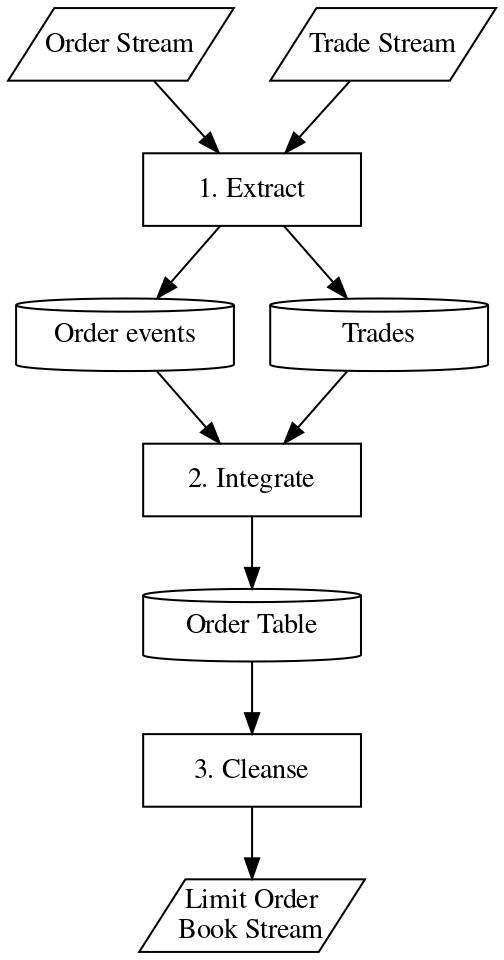 Order Stream
Trade Stream
1. Extract
Order events
Trades
2. Integrate
Order Table
3. Cleanse
Limit Order
Book Stream